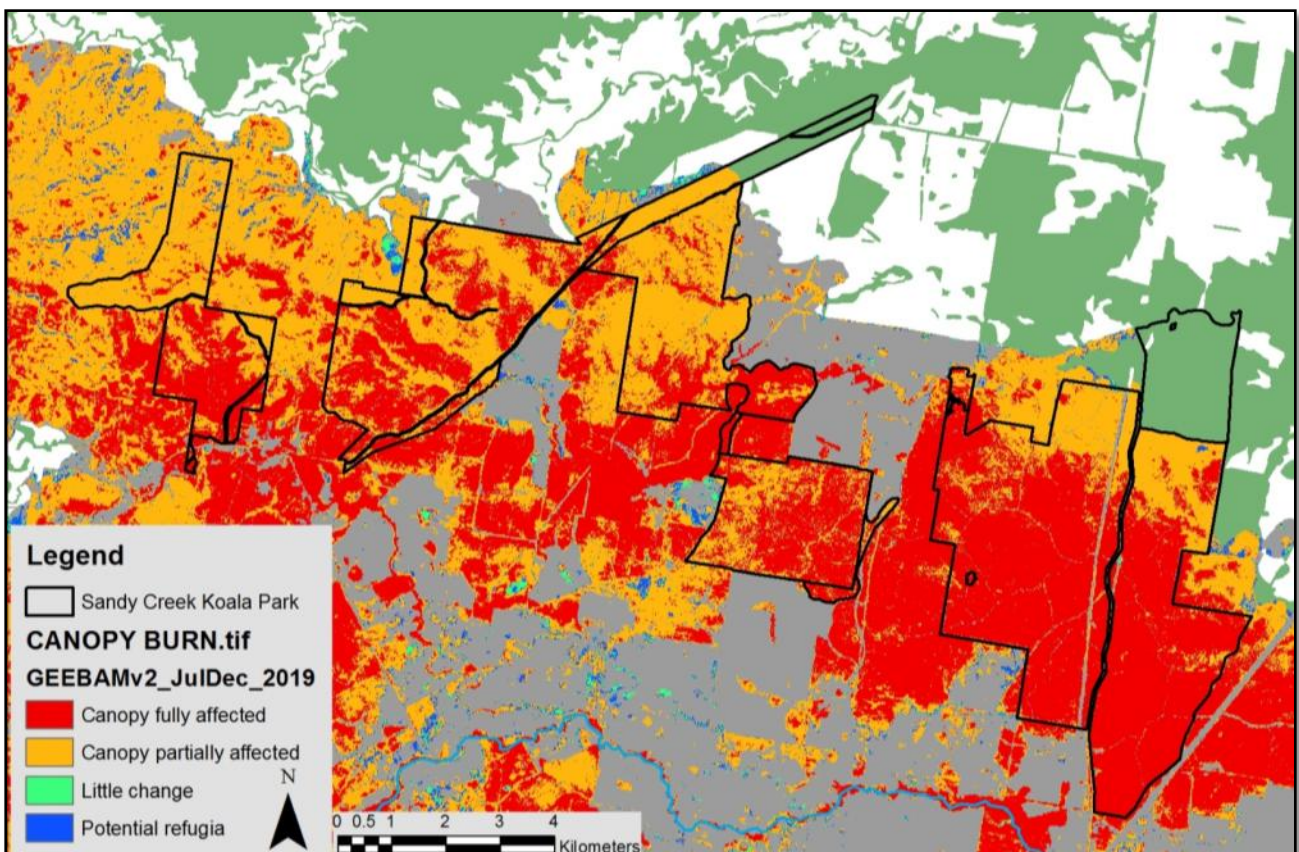 Legend
Sandy Creek Koala Park
CANOPY BURN.tif
GEEBAMv2_JulDec_2019
Canopy fully affected
Canopy partially affected
Little change
Potential refugia
N
0 0.5 1 2 3 4
Kilometers